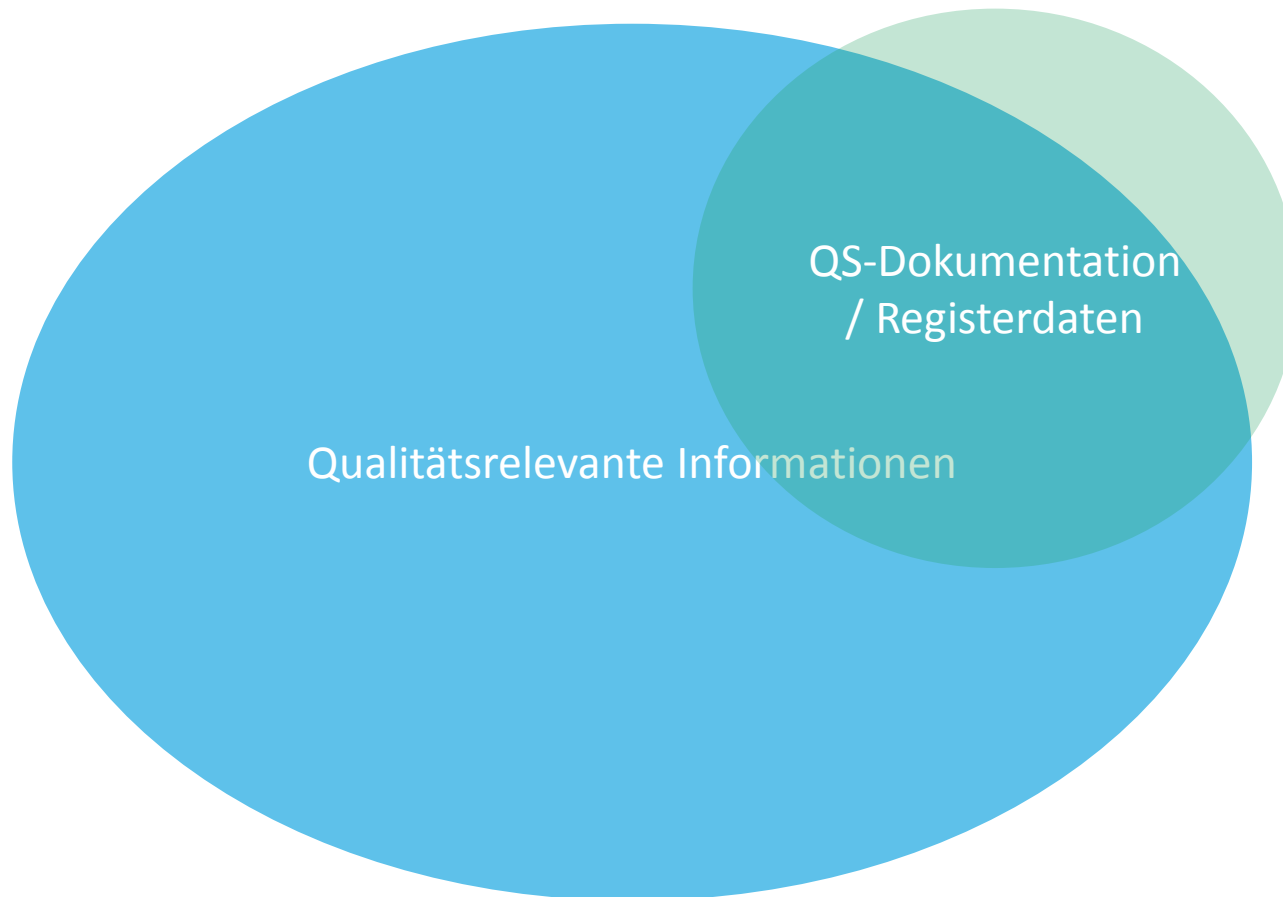 QS-Dokumentation
/ Registerdaten
Qualitätsrelevante Informationen